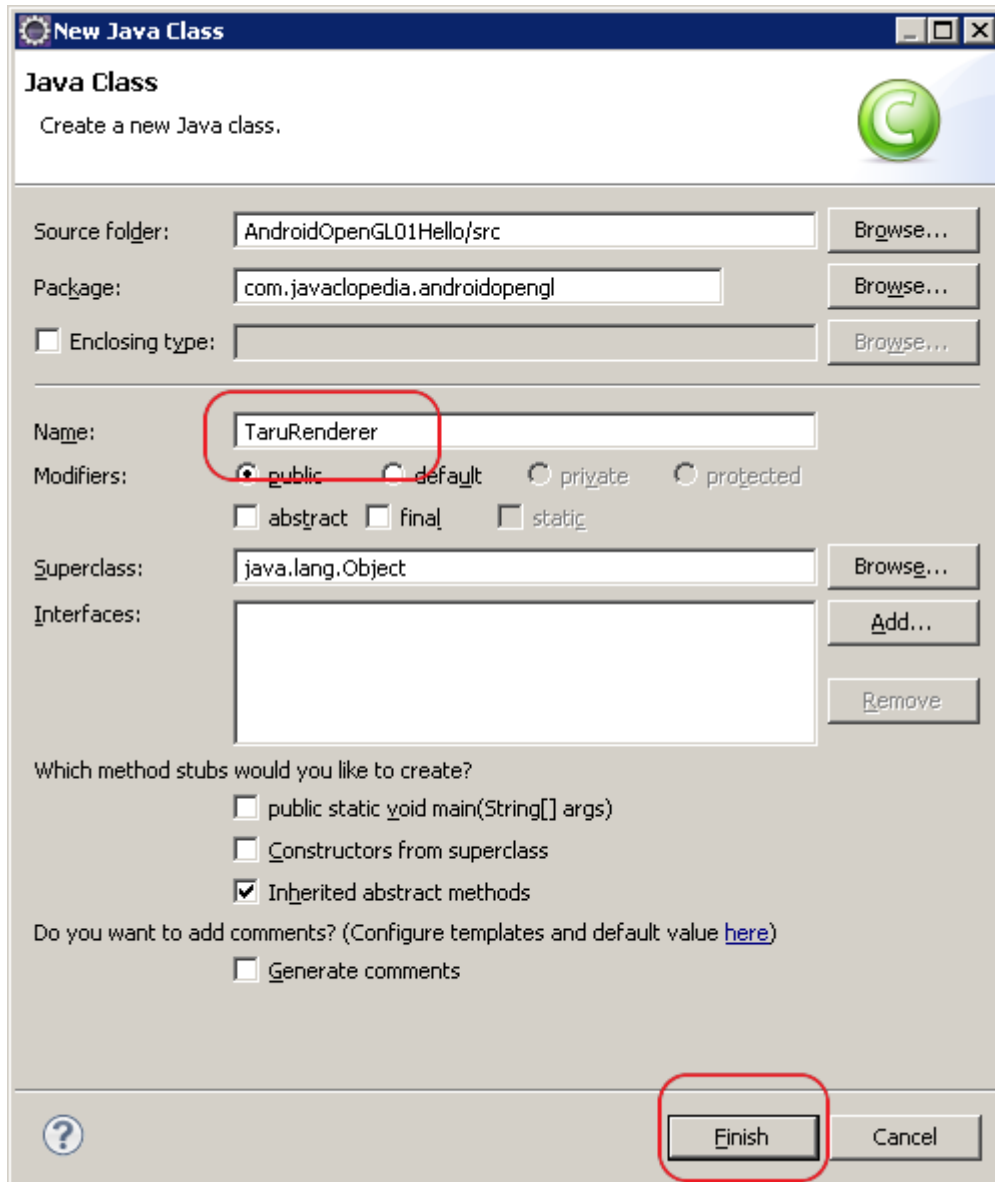 New Java Class
Java Class
Create a new Java class.
C
Source folder: AndroidOpenGL01Hello/src Browse...
Package: com.javaclopedia.androidopengl Browse...
Enclosing type: Browse...
Name: TaruRenderer
Modifiers: public default private protected
abstract final static
Superclass: java.lang.Object Browse...
Interfaces: Add...
Remove
Which method stubs would you like to create?
public static void main(String[] args)
Constructors from superclass
Inherited abstract methods
Do you want to add comments? (Configure templates and default value here)
Generate comments
? Finish Cancel